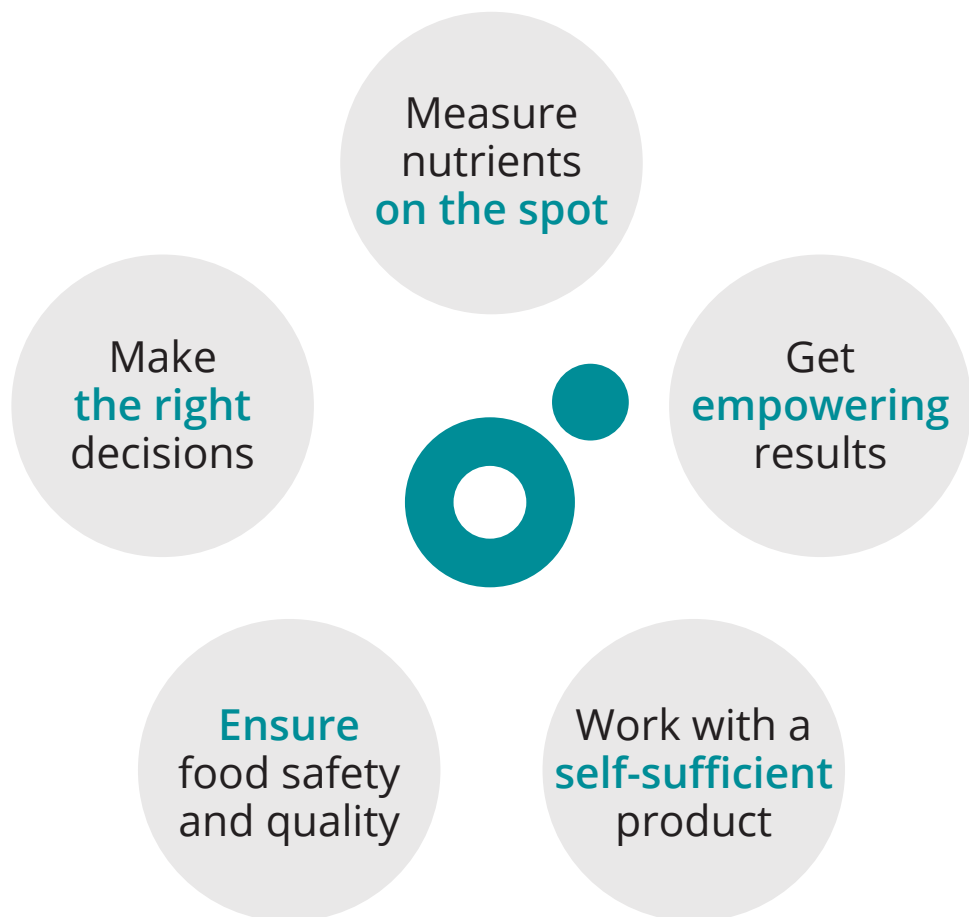 Measure
nutrients
on the spot
Make
the right
decisions
Get
empowering
results
Ensure
food safety
and quality
Work with a
self-sufficient
product